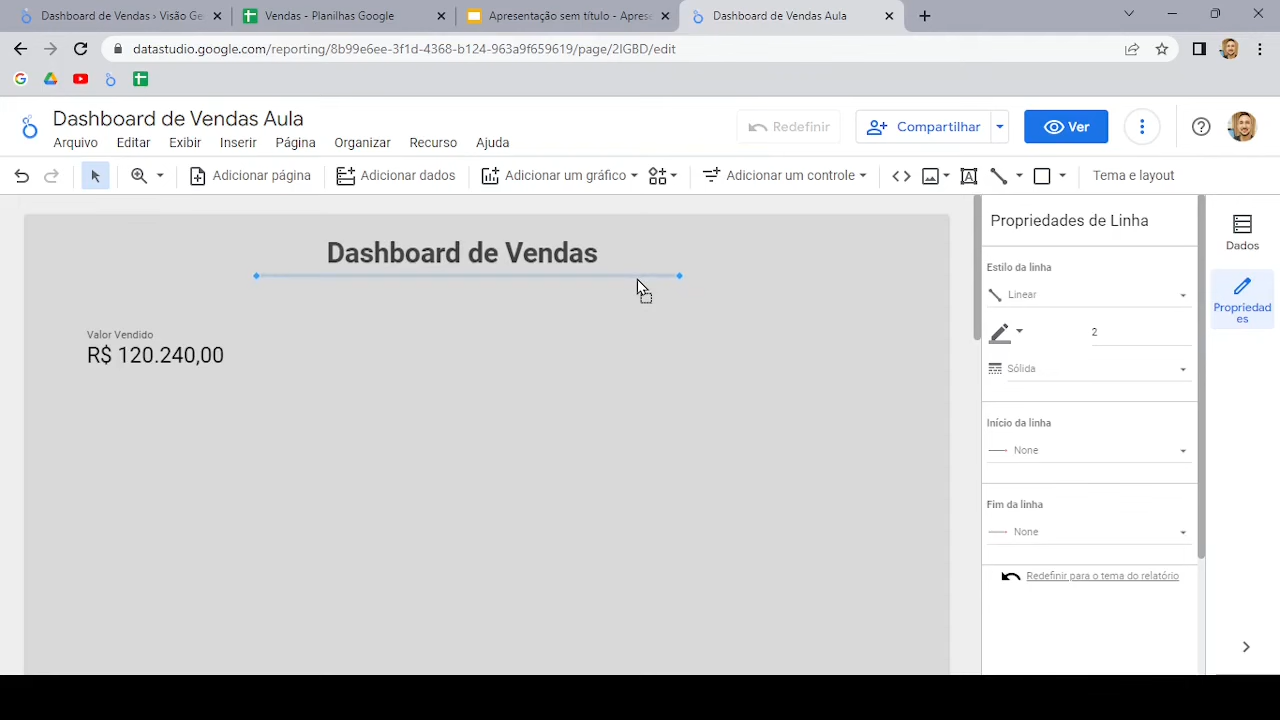 Dashboard de Vendas › Visão Ge
Vendas - Planilhas Google
Apresentação sem título - Aprese
Dashboard de Vendas Aula
datastudio.google.com/reporting/8b99e6ee-3f1d-4368-b124-963a9f659619/page/2IGBD/edit
Dashboard de Vendas Aula
Redefinir
Compartilhar
Ver
Arquivo Editar Exibir Inserir Página Organizar Recurso Ajuda
Adicionar página
Adicionar dados
Adicionar um gráfico
Adicionar um controle
Tema e layout
Dashboard de Vendas
Valor Vendido
R$ 120.240,00
Propriedades de Linha
Estilo da linha
Linear
2
Sólida
Início da linha
None
Fim da linha
None
Redefinir para o tema do relatório
Dados
Propriedad
es